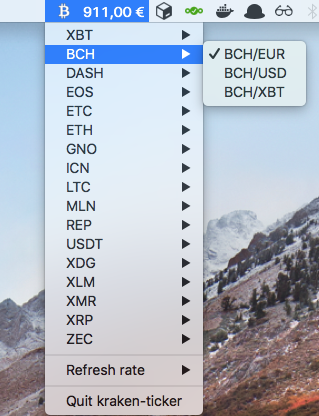 911,00 €
XBT
BCH
BCH/EUR
BCH/USD
BCH/XBT
DASH
EOS
ETC
ETH
GNO
ICN
LTC
MLN
REP
USDT
XDG
XLM
XMR
XRP
ZEC
Refresh rate
Quit kraken-ticker